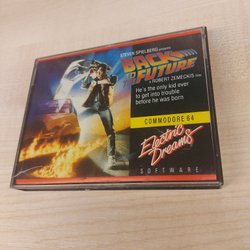 STEVEN SPIELBERG presents
BACK
TO THE
FUTURE
A ROBERT ZEMECKIS FILM
He's the only kid ever
to get into trouble
before he was born
COMMODORE 64
Electric
Dreams
SOFTWARE